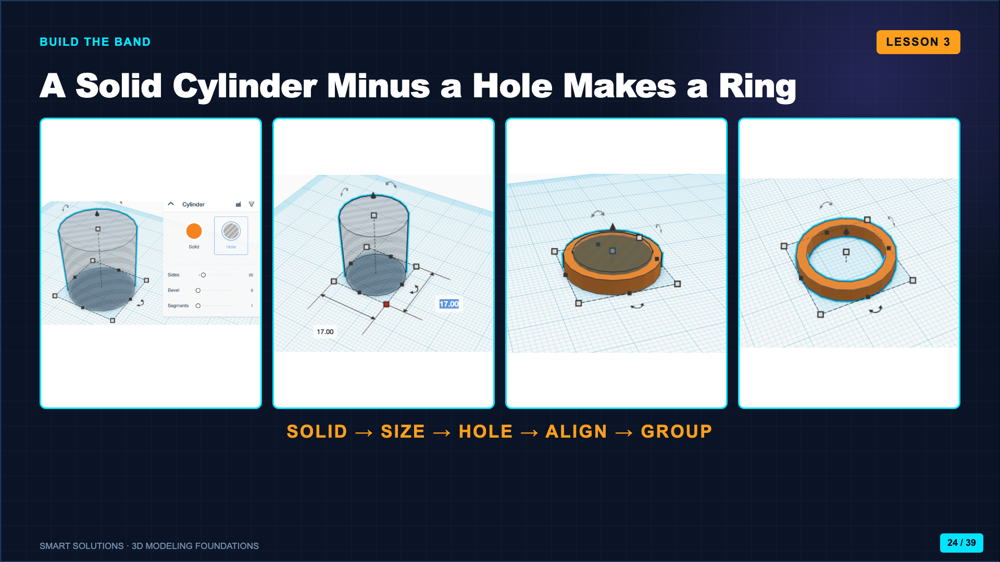 BUILD THE BAND
LESSON 3
A Solid Cylinder Minus a Hole Makes a Ring
Cylinder
Solid
Hole
Sides 20
Bevel 0
Segments 1
17.00
17.00
SOLID → SIZE → HOLE → ALIGN → GROUP
SMART SOLUTIONS · 3D MODELING FOUNDATIONS
24 / 39